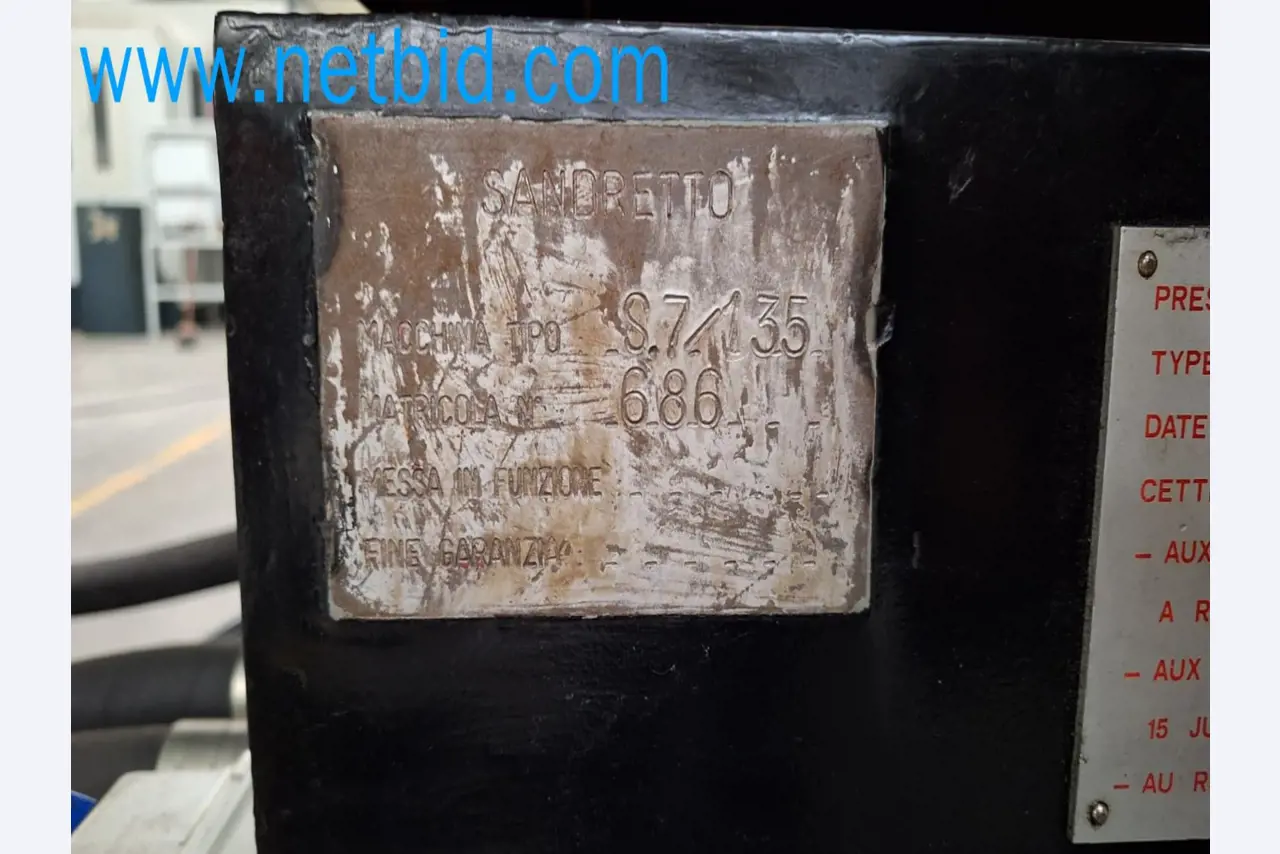 www.netbid.com
SANDRETTO
MACCHINA TIPO S.7/135
MATRICOLA N° 686
MESSA IN FUNZIONE
FINE GARANZIA
PRES
TYPE
DATE
CETT
- AUX
A R
- AUX
15 JU
- AU R